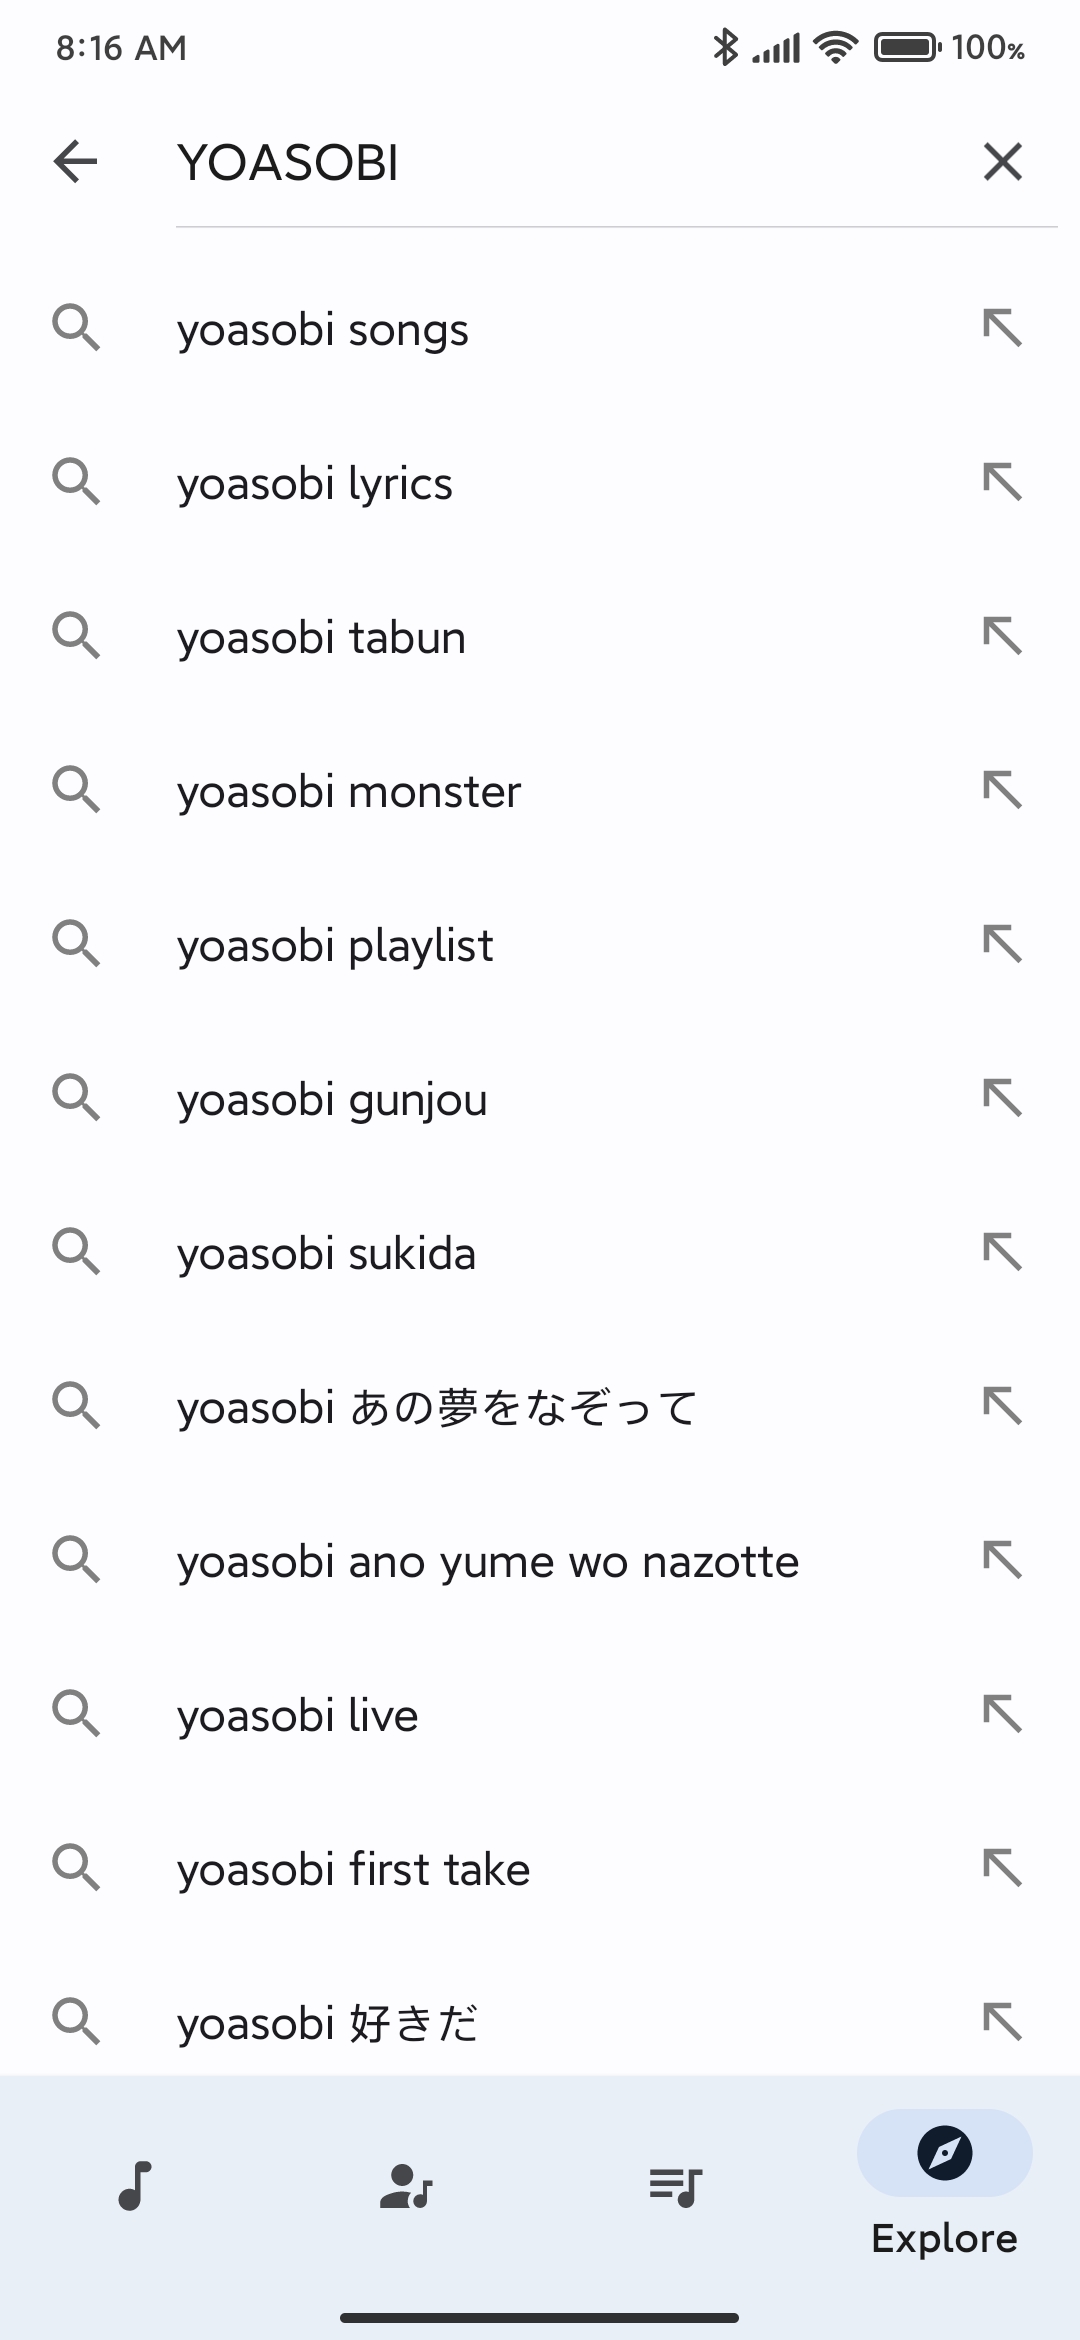 8:16 AM 100%
YOASOBI
yoasobi songs
yoasobi lyrics
yoasobi tabun
yoasobi monster
yoasobi playlist
yoasobi gunjou
yoasobi sukida
yoasobi あの夢をなぞって
yoasobi ano yume wo nazotte
yoasobi live
yoasobi first take
yoasobi 好きだ
Explore